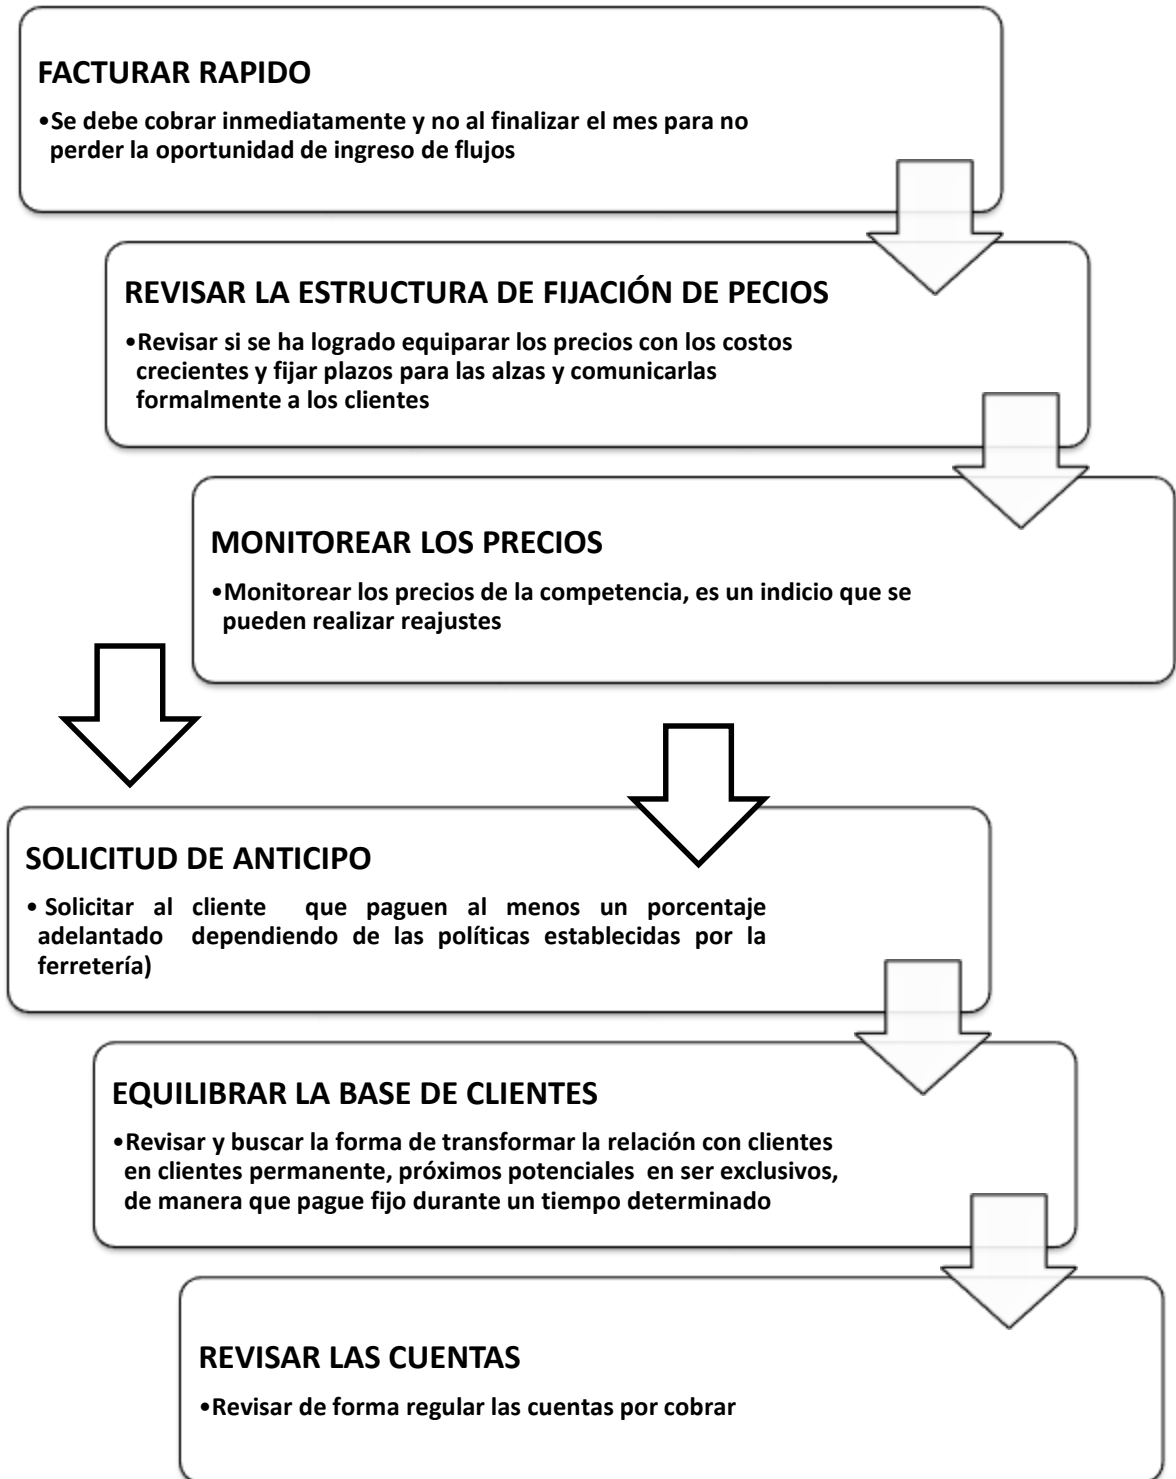 FACTURAR RAPIDO
•Se debe cobrar inmediatamente y no al finalizar el mes para no
perder la oportunidad de ingreso de flujos
REVISAR LA ESTRUCTURA DE FIJACIÓN DE PECIOS
•Revisar si se ha logrado equiparar los precios con los costos
crecientes y fijar plazos para las alzas y comunicarlas
formalmente a los clientes
MONITOREAR LOS PRECIOS
•Monitorear los precios de la competencia, es un indicio que se
pueden realizar reajustes
SOLICITUD DE ANTICIPO
• Solicitar al cliente que paguen al menos un porcentaje
adelantado dependiendo de las políticas establecidas por la
ferretería)
EQUILIBRAR LA BASE DE CLIENTES
•Revisar y buscar la forma de transformar la relación con clientes
en clientes permanente, próximos potenciales en ser exclusivos,
de manera que pague fijo durante un tiempo determinado
REVISAR LAS CUENTAS
•Revisar de forma regular las cuentas por cobrar